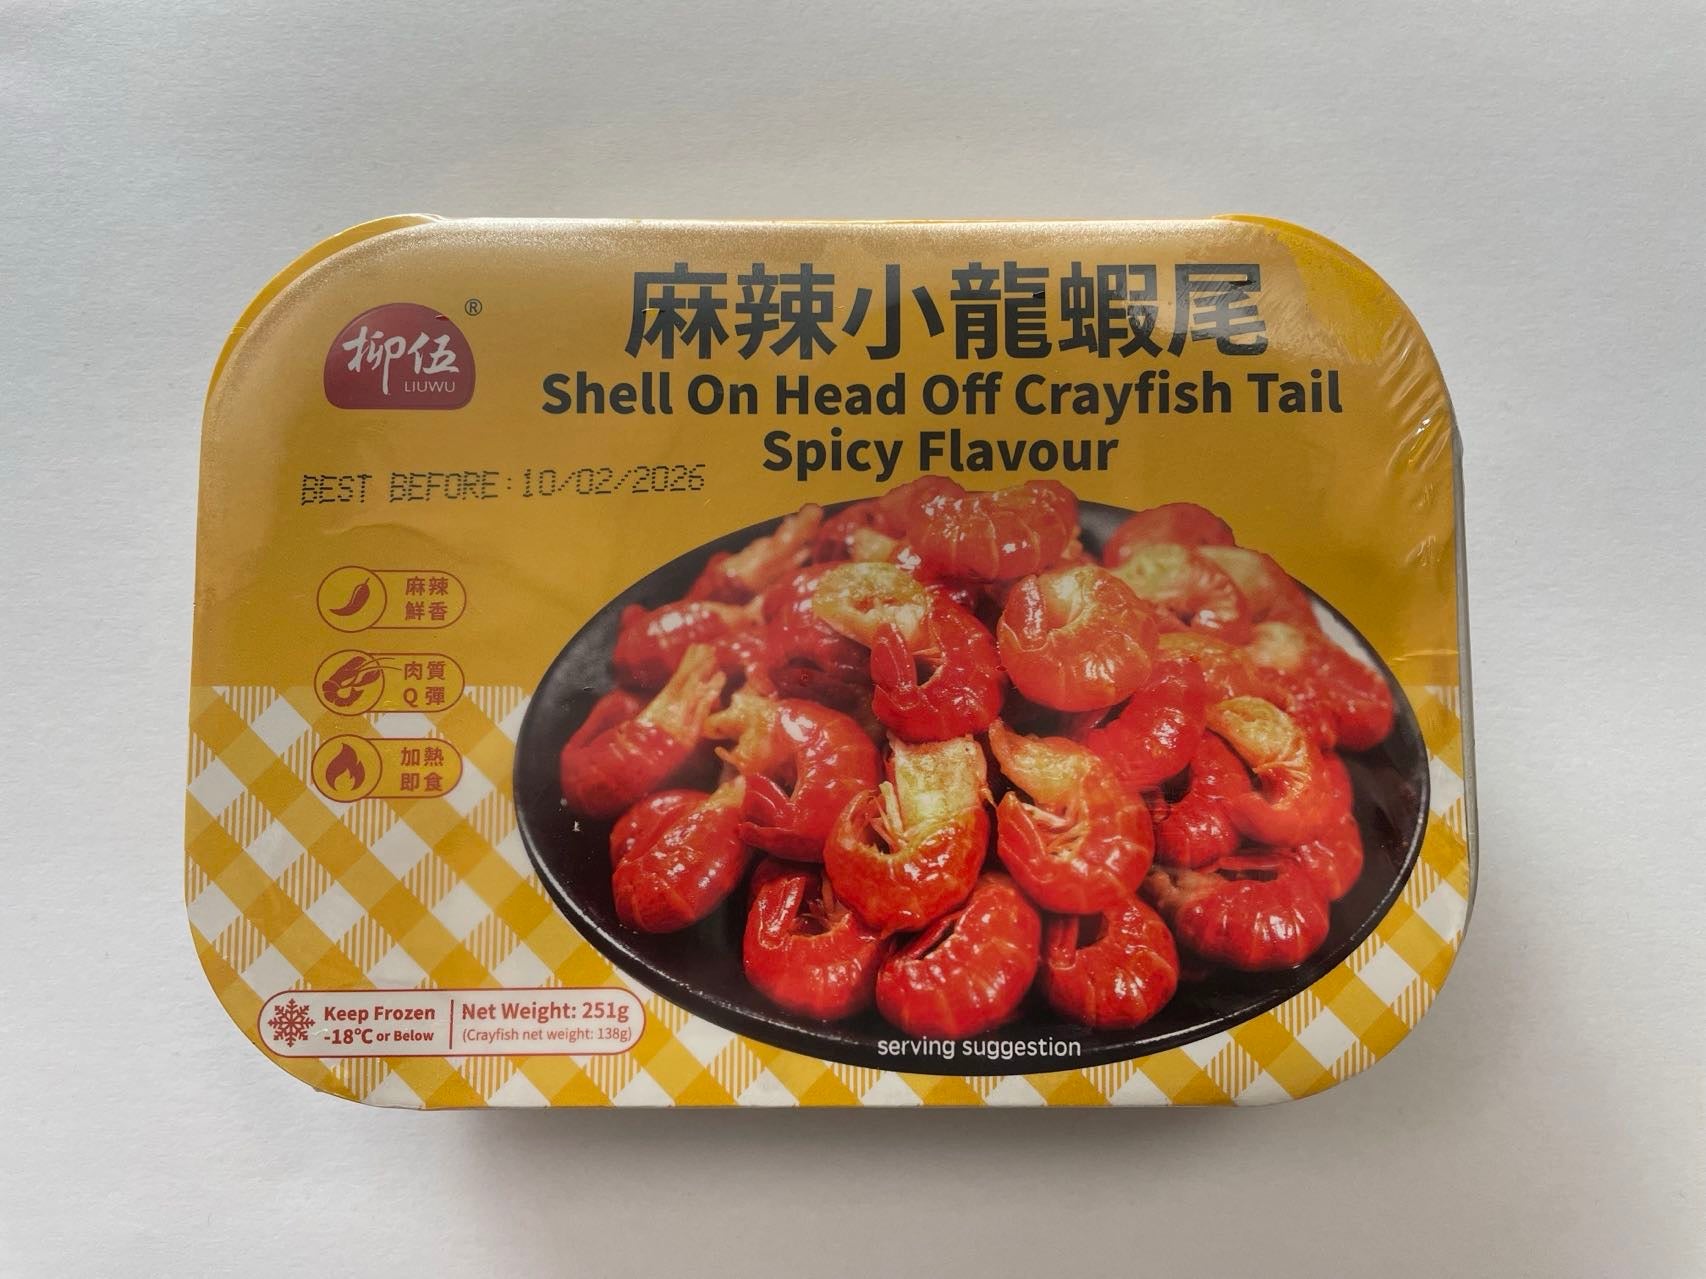 麻辣小龍蝦尾
Shell On Head Off Crayfish Tail
Spicy Flavour
柳伍®
LIUWU
BEST BEFORE:10/02/2026
麻辣
鮮香
肉質
Q彈
加熱
即食
Keep Frozen
-18°C or Below
Net Weight: 251g
(Crayfish net weight: 138g)
serving suggestion